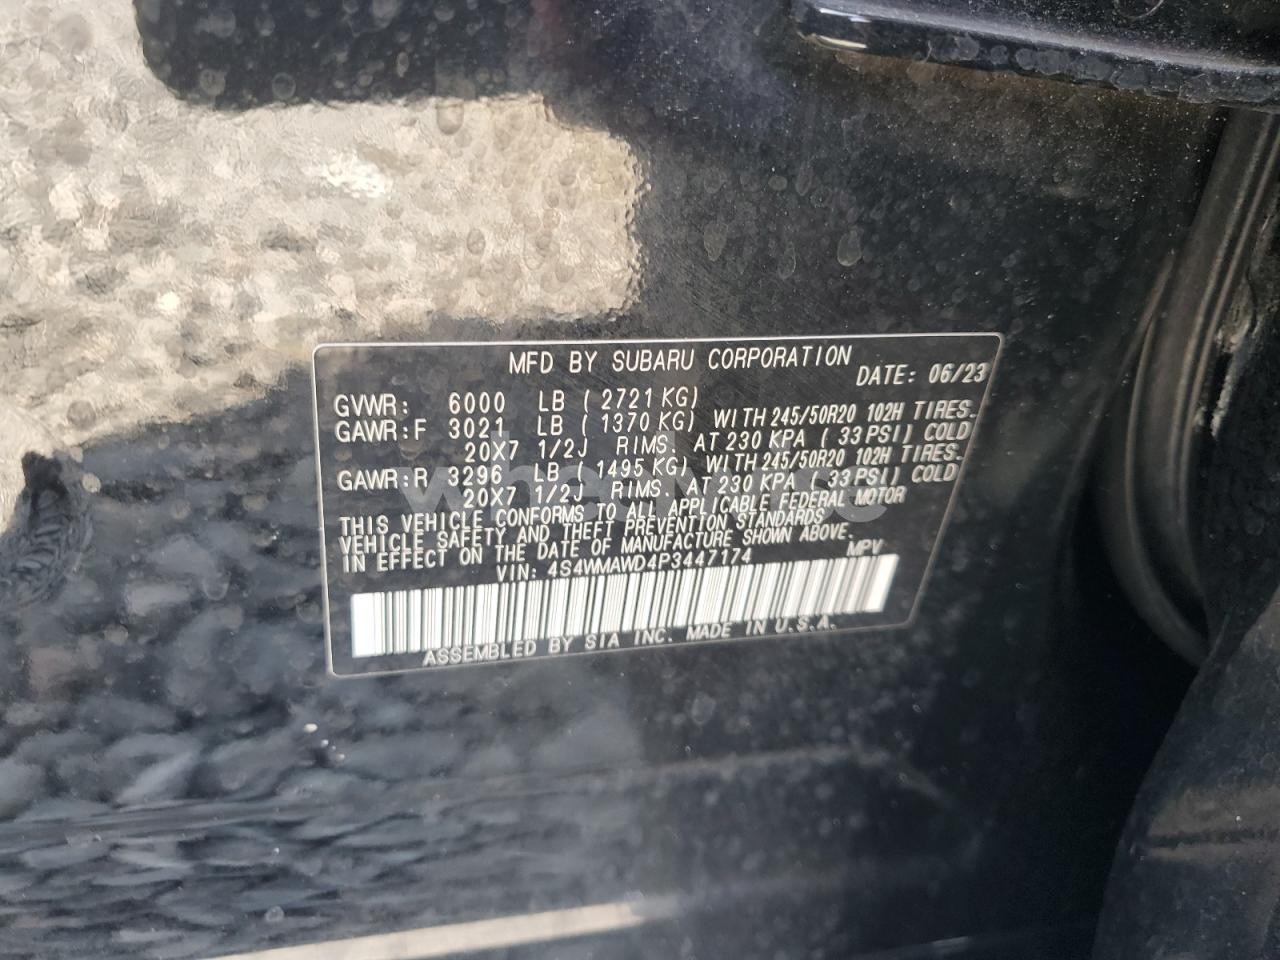 MFD BY SUBARU CORPORATION
DATE: 06/23
GVWR: 6000 LB ( 2721 KG)
GAWR:F 3021 LB ( 1370 KG) WITH 245/50R20 102H TIRES.
20X7 1/2J RIMS. AT 230 KPA ( 33 PSI) COLD
GAWR:R 3296 LB ( 1495 KG) WITH 245/50R20 102H TIRES.
20X7 1/2J RIMS. AT 230 KPA ( 33 PSI) COLD
THIS VEHICLE CONFORMS TO ALL APPLICABLE FEDERAL MOTOR
VEHICLE SAFETY AND THEFT PREVENTION STANDARDS
IN EFFECT ON THE DATE OF MANUFACTURE SHOWN ABOVE.
VIN: 4S4WMAWD4P3447174 MPV
ASSEMBLED BY SIA INC. MADE IN U.S.A.